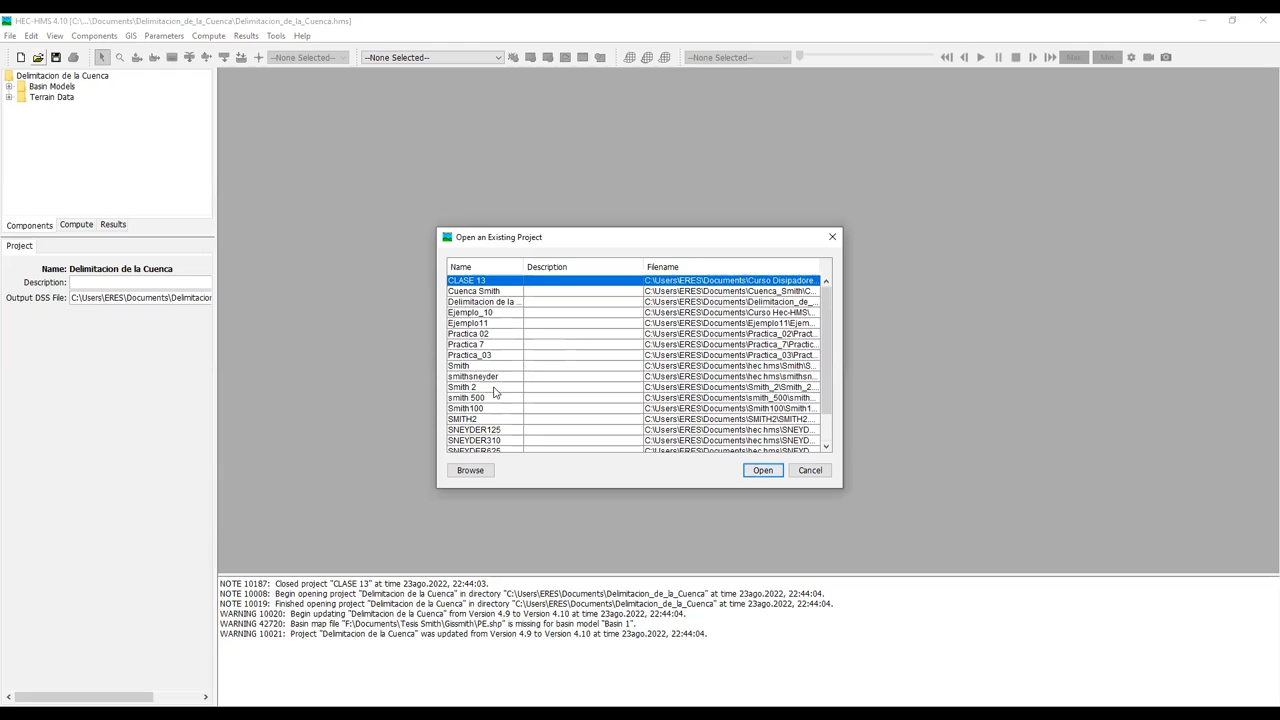 HEC-HMS 4.10 [C:\...\Documents\Delimitacion_de_la_Cuenca\Delimitacion_de_la_Cuenca.hms]
File Edit View Components GIS Parameters Compute Results Tools Help
--None Selected-- --None Selected-- --None Selected--
Delimitacion de la Cuenca
Basin Models
Terrain Data
Components Compute Results
Project
Name: Delimitacion de la Cuenca
Description:
Output DSS File: C:\Users\ERES\Documents\Delimitacior
Open an Existing Project
Name Description Filename
CLASE 13 C:\Users\ERES\Documents\Curso Disipadore...
Cuenca Smith C:\Users\ERES\Documents\Cuenca_Smith\C...
Delimitacion de la ... C:\Users\ERES\Documents\Delimitacion_de_...
Ejemplo_10 C:\Users\ERES\Documents\Curso Hec-HMS\...
Ejemplo11 C:\Users\ERES\Documents\Ejemplo11\Ejem...
Practica 02 C:\Users\ERES\Documents\Practica_02\Pract...
Practica 7 C:\Users\ERES\Documents\Practica_7\Practic...
Practica_03 C:\Users\ERES\Documents\Practica_03\Pract...
Smith C:\Users\ERES\Documents\hec hms\Smith\S...
smithsneyder C:\Users\ERES\Documents\hec hms\smithsn...
Smith 2 C:\Users\ERES\Documents\Smith_2\Smith_2....
smith 500 C:\Users\ERES\Documents\smith_500\smith...
Smith100 C:\Users\ERES\Documents\Smith100\Smith1...
SMITH2 C:\Users\ERES\Documents\SMITH2\SMITH2....
SNEYDER125 C:\Users\ERES\Documents\hec hms\SNEYD...
SNEYDER310 C:\Users\ERES\Documents\hec hms\SNEYD...
SNEYDER625 C:\Users\ERES\Documents\hec hms\SNEYD...
Browse Open Cancel
NOTE 10187: Closed project "CLASE 13" at time 23ago.2022, 22:44:03.
NOTE 10008: Begin opening project "Delimitacion de la Cuenca" in directory "C:\Users\ERES\Documents\Delimitacion_de_la_Cuenca" at time 23ago.2022, 22:44:04.
NOTE 10019: Finished opening project "Delimitacion de la Cuenca" in directory "C:\Users\ERES\Documents\Delimitacion_de_la_Cuenca" at time 23ago.2022, 22:44:04.
WARNING 10020: Begin updating "Delimitacion de la Cuenca" from Version 4.9 to Version 4.10 at time 23ago.2022, 22:44:04.
WARNING 42720: Basin map file "F:\Documents\Tesis Smith\Gissmith\PE.shp" is missing for basin model "Basin 1".
WARNING 10021: Project "Delimitacion de la Cuenca" was updated from Version 4.9 to Version 4.10 at time 23ago.2022, 22:44:04.